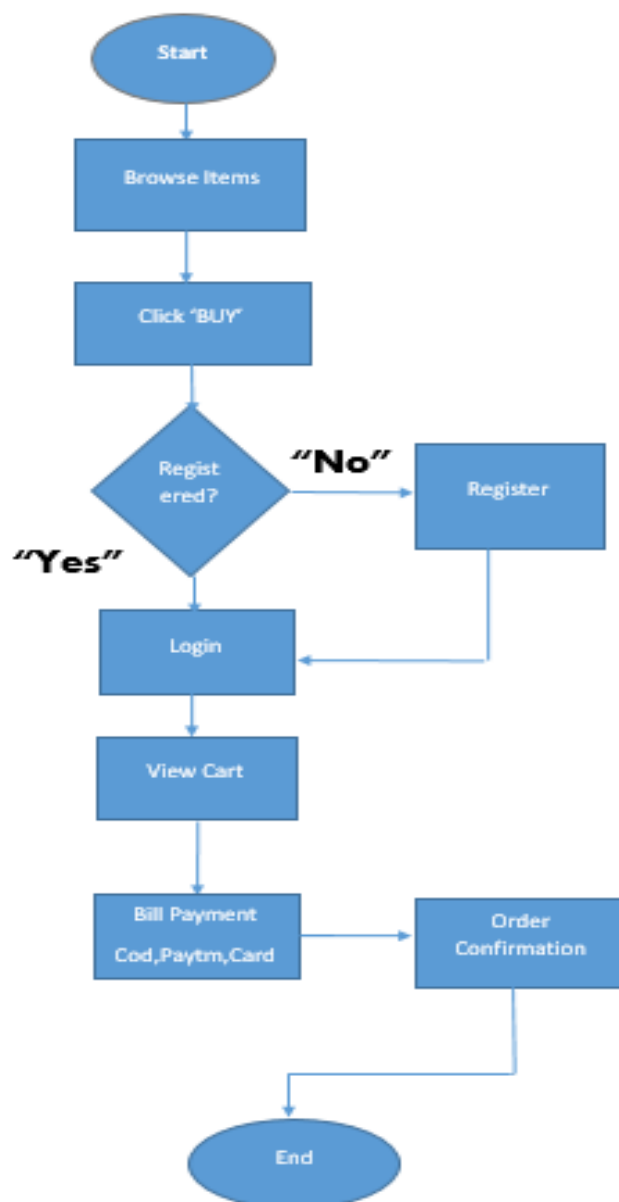 Start
Browse Items
Click ‘BUY’
Regist
ered?
“No”
Register
“Yes”
Login
View Cart
Bill Payment
Cod,Paytm,Card
Order
Confirmation
End